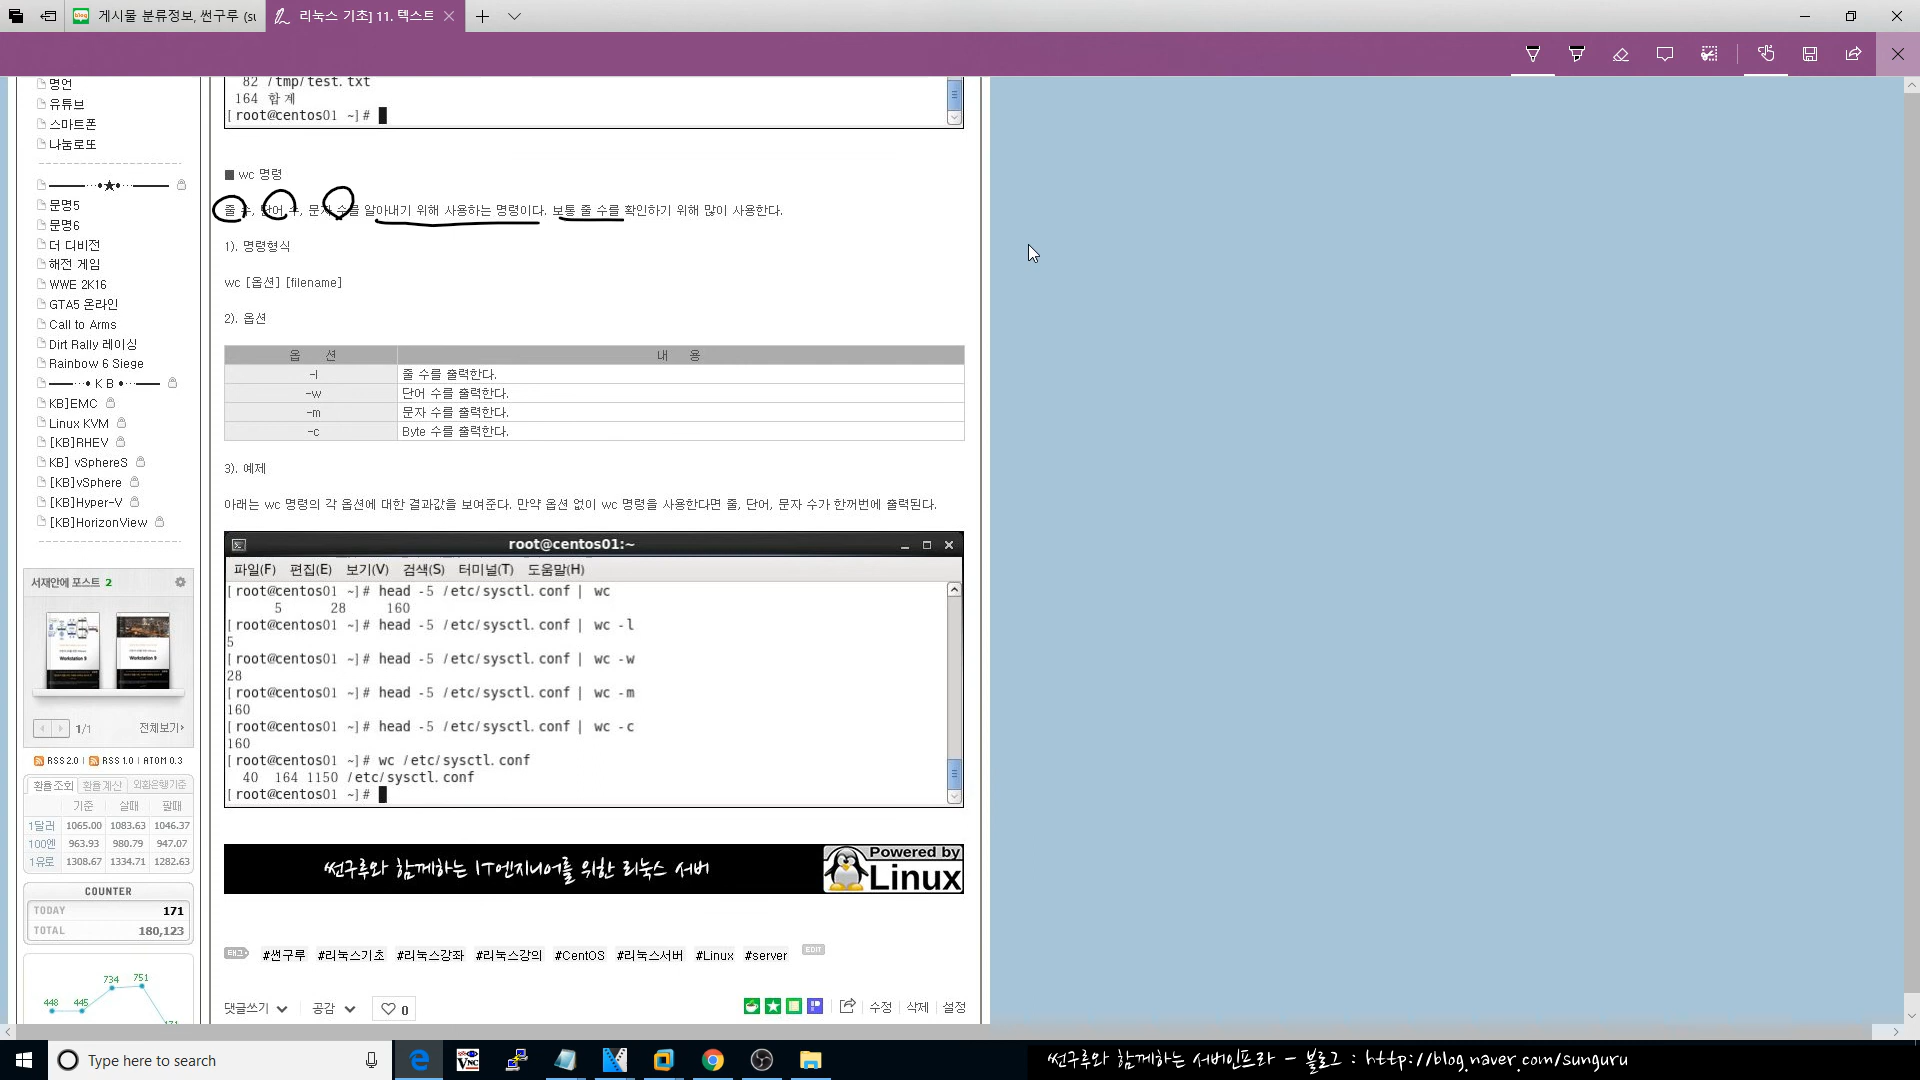 게시물 분류정보, 썬구루 (su
리눅스 기초] 11. 텍스트
명언
유튜브
스마트폰
나눔로또
문명5
문명6
더 디비전
해전 게임
WWE 2K16
GTA5 온라인
Call to Arms
Dirt Rally 레이싱
Rainbow 6 Siege
K B
KB]EMC
Linux KVM
[KB]RHEV
KB] vSphereS
[KB]vSphere
[KB]Hyper-V
[KB]HorizonView
서재안에 포스트 2
Workstation 9
Workstation 9
1/1 전체보기
RSS 2.0 | RSS 1.0 | ATOM 0.3
환율조회 환율계산 외환은행기준
기준 살때 팔때
1달러 1065.00 1083.63 1046.37
100엔 963.93 980.79 947.07
1유로 1308.67 1334.71 1282.63
COUNTER
TODAY 171
TOTAL 180,123
734 751
448 445
82 /tmp/test.txt
164 합계
[root@centos01 ~]#
■ wc 명령
줄 수, 단어 수, 문자 수를 알아내기 위해 사용하는 명령이다. 보통 줄 수를 확인하기 위해 많이 사용한다.
1). 명령형식
wc [옵션] [filename]
2). 옵션
옵 션 내 용
-l 줄 수를 출력한다.
-w 단어 수를 출력한다.
-m 문자 수를 출력한다.
-c Byte 수를 출력한다.
3). 예제
아래는 wc 명령의 각 옵션에 대한 결과값을 보여준다. 만약 옵션 없이 wc 명령을 사용한다면 줄, 단어, 문자 수가 한꺼번에 출력된다.
root@centos01:~
파일(F) 편집(E) 보기(V) 검색(S) 터미널(T) 도움말(H)
[root@centos01 ~]# head -5 /etc/sysctl.conf | wc
5 28 160
[root@centos01 ~]# head -5 /etc/sysctl.conf | wc -l
5
[root@centos01 ~]# head -5 /etc/sysctl.conf | wc -w
28
[root@centos01 ~]# head -5 /etc/sysctl.conf | wc -m
160
[root@centos01 ~]# head -5 /etc/sysctl.conf | wc -c
160
[root@centos01 ~]# wc /etc/sysctl.conf
40 164 1150 /etc/sysctl.conf
[root@centos01 ~]#
썬구루와 함께하는 IT엔지니어를 위한 리눅스 서버
Powered by
Linux
태그 #썬구루 #리눅스기초 #리눅스강좌 #리눅스강의 #CentOS #리눅스서버 #Linux #server EDIT
댓글쓰기 공감 0 수정 삭제 설정
Type here to search
썬구루와 함께하는 서버인프라 - 블로그 : http://blog.naver.com/sunguru